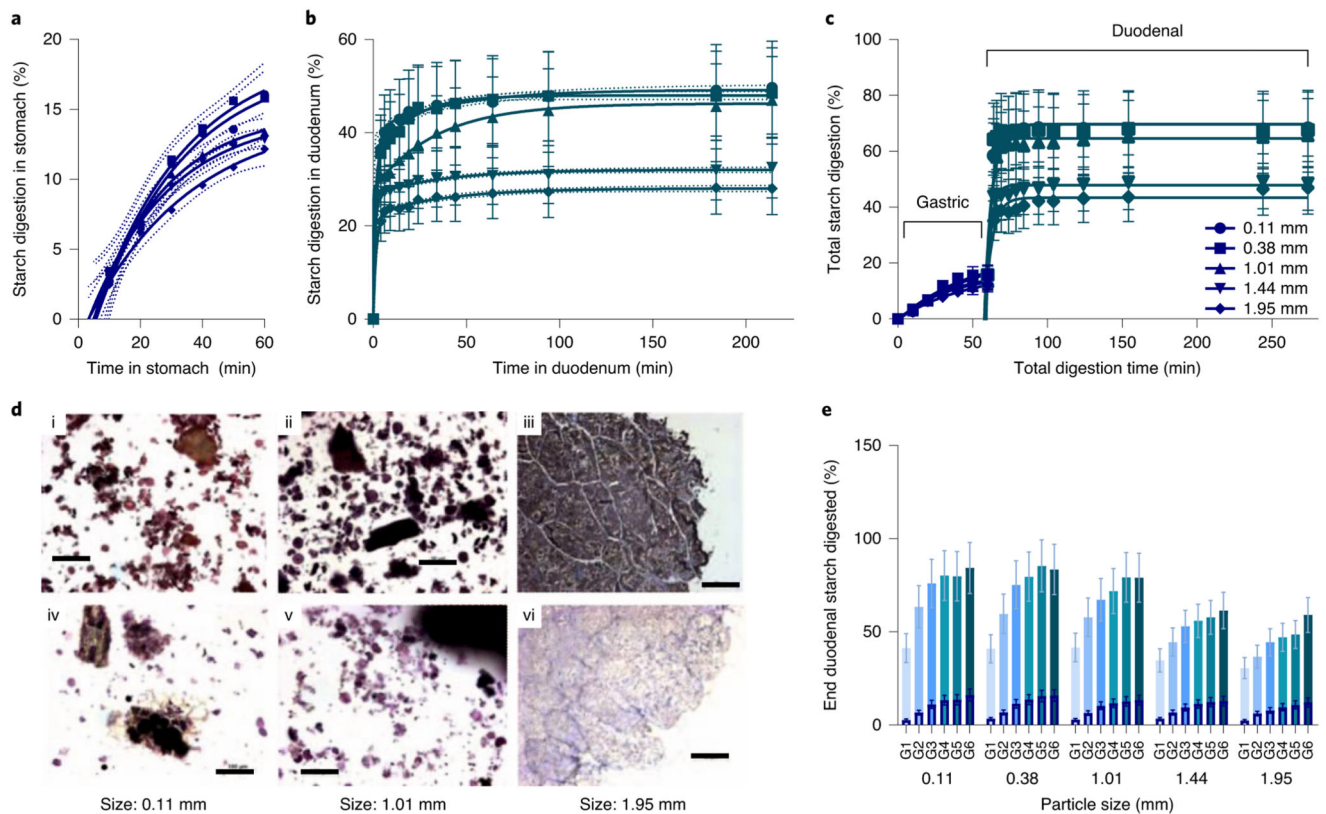 a
Starch digestion in stomach (%)
20
15
10
5
0
0
20
40
60
Time in stomach (min)
b
Starch digestion in duodenum (%)
60
40
20
0
0
50
100
150
200
Time in duodenum (min)
c
Total starch digestion (%)
100
80
60
40
20
0
Duodenal
Gastric
0.11 mm
0.38 mm
1.01 mm
1.44 mm
1.95 mm
0
50
100
150
200
250
Total digestion time (min)
d
i
ii
iii
iv
v
vi
Size: 0.11 mm
Size: 1.01 mm
Size: 1.95 mm
e
End duodenal starch digested (%)
150
100
50
0
G1 G2 G3 G4 G5 G6
G1 G2 G3 G4 G5 G6
G1 G2 G3 G4 G5 G6
G1 G2 G3 G4 G5 G6
G1 G2 G3 G4 G5 G6
0.11
0.38
1.01
1.44
1.95
Particle size (mm)